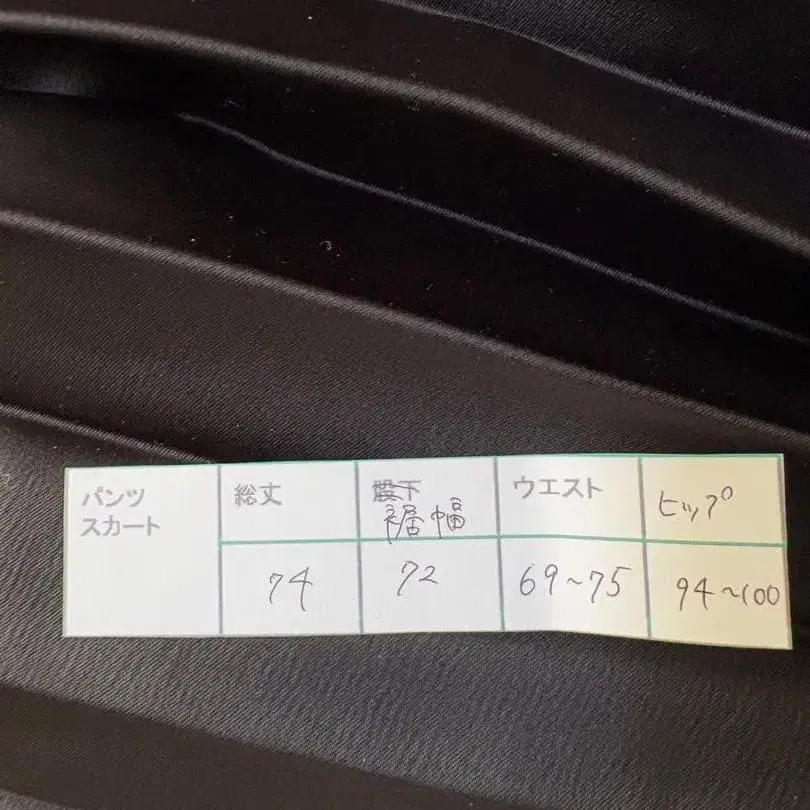 パンツ
スカート
総丈
股下
裾幅
ウエスト
ヒップ
74
72
69~75
94~100